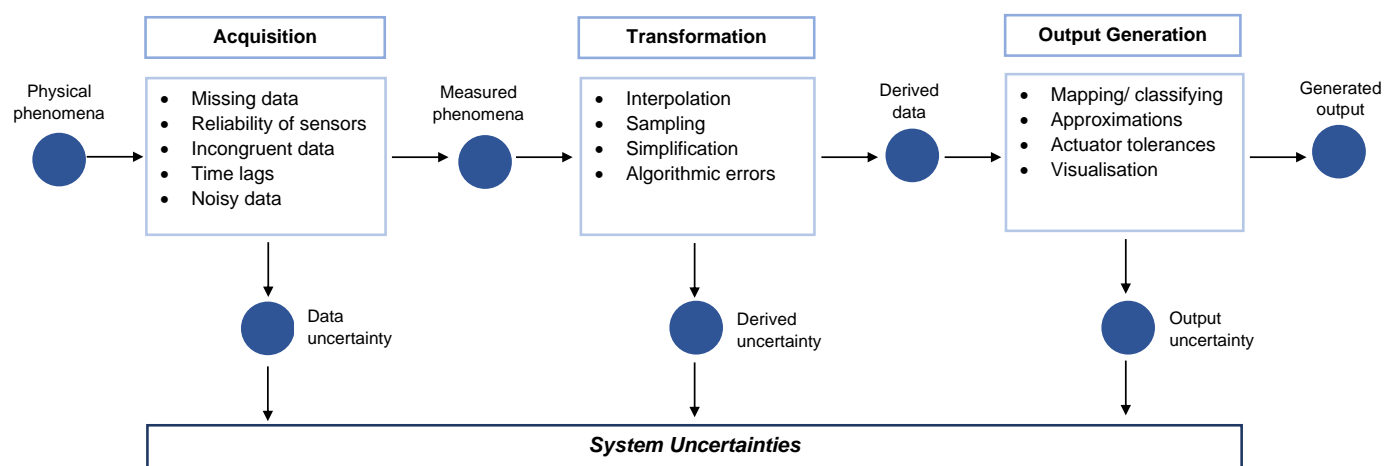 Acquisition
Transformation
Output Generation
Physical
phenomena
• Missing data
• Reliability of sensors
• Incongruent data
• Time lags
• Noisy data
Measured
phenomena
• Interpolation
• Sampling
• Simplification
• Algorithmic errors
Derived
data
• Mapping/ classifying
• Approximations
• Actuator tolerances
• Visualisation
Generated
output
Data
uncertainty
Derived
uncertainty
Output
uncertainty
System Uncertainties